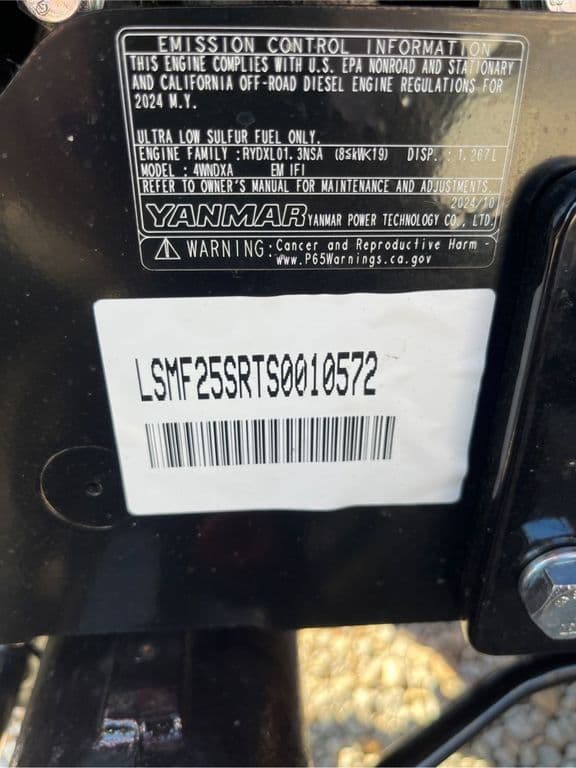 EMISSION CONTROL INFORMATION
THIS ENGINE COMPLIES WITH U.S. EPA NONROAD AND STATIONARY
AND CALIFORNIA OFF-ROAD DIESEL ENGINE REGULATIONS FOR
2024 M.Y.
ULTRA LOW SULFUR FUEL ONLY.
ENGINE FAMILY : RYDXL01.3NSA (8≤kW<19) DISP. : 1.267L
MODEL : 4WNDXA EM IFI
REFER TO OWNER'S MANUAL FOR MAINTENANCE AND ADJUSTMENTS.
2024/10
YANMAR YANMAR POWER TECHNOLOGY CO., LTD.
WARNING: Cancer and Reproductive Harm -
www.P65Warnings.ca.gov
LSMF25SRTS0010572